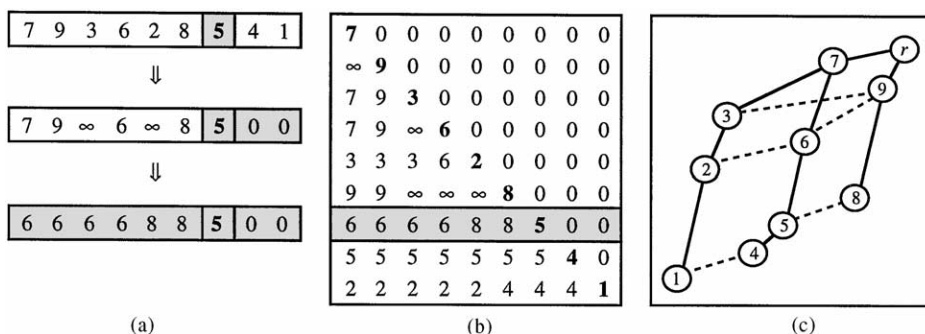 7 9 3 6 2 8 5 4 1
⇓
7 9 ∞ 6 ∞ 8 5 0 0
⇓
6 6 6 6 8 8 5 0 0
(a)
7 0 0 0 0 0 0 0 0
∞ 9 0 0 0 0 0 0 0
7 9 3 0 0 0 0 0 0
7 9 ∞ 6 0 0 0 0 0
3 3 3 6 2 0 0 0 0
9 9 ∞ ∞ ∞ 8 0 0 0
6 6 6 6 8 8 5 0 0
5 5 5 5 5 5 5 4 0
2 2 2 2 2 4 4 4 1
(b)
r
7
9
3
6
2
8
5
4
1
(c)